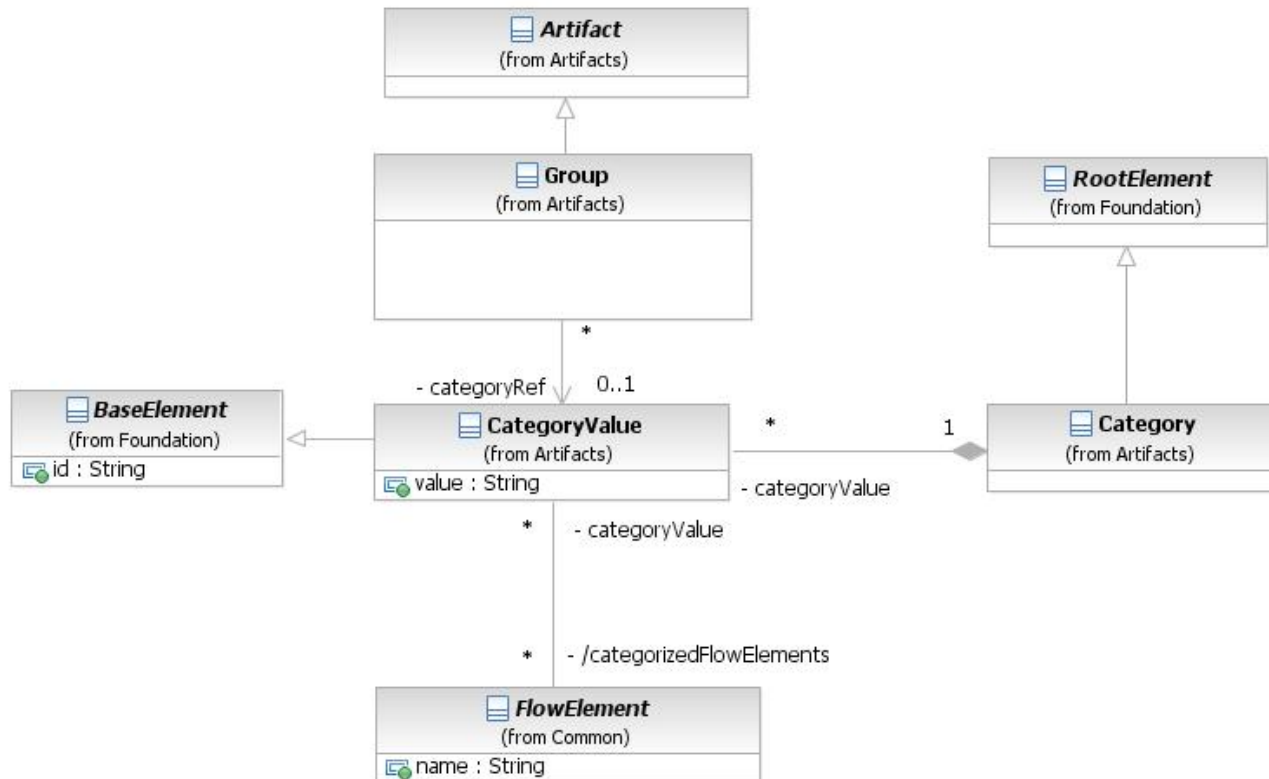 Artifact
(from Artifacts)
Group
(from Artifacts)
RootElement
(from Foundation)
*
- categoryRef
0..1
BaseElement
(from Foundation)
id : String
CategoryValue
(from Artifacts)
value : String
*
1
- categoryValue
Category
(from Artifacts)
*
- categoryValue
*
- /categorizedFlowElements
FlowElement
(from Common)
name : String